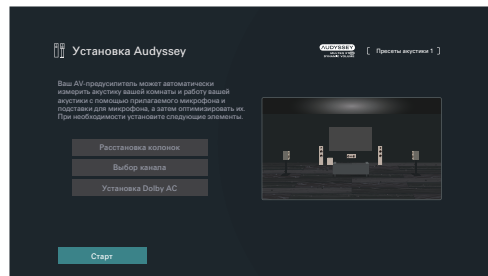 Установка Audyssey
AUDYSSEY
DYNAMIC VOLUME
[ Пресеты акустики 1 ]
Ваш AV-предусилитель может автоматически
измерить акустику вашей комнаты и работу вашей
акустики с помощью прилагаемого микрофона и
подставки для микрофона, а затем оптимизировать их.
При необходимости установите следующие элементы.
Расстановка колонок
Выбор канала
Установка Dolby AC
Старт